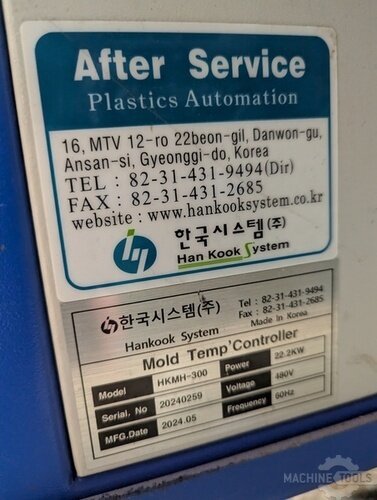 After Service
Plastics Automation
16, MTV 12-ro 22beon-gil, Danwon-gu,
Ansan-si, Gyeonggi-do, Korea
TEL : 82-31-431-9494(Dir)
FAX : 82-31-431-2685
website : www.hankooksystem.co.kr
한국시스템(주)
Han Kook System
한국시스템(주)
Hankook System
Tel : 82-31-431-9494
Fax : 82-31-431-2685
Made in Korea
Mold Temp' Controller
Model HKMH-300 Power 22.2KW
Serial. No 20240259 Voltage 480V
MFG.Date 2024.05 Frequency 60Hz
MACHINE TOOLS